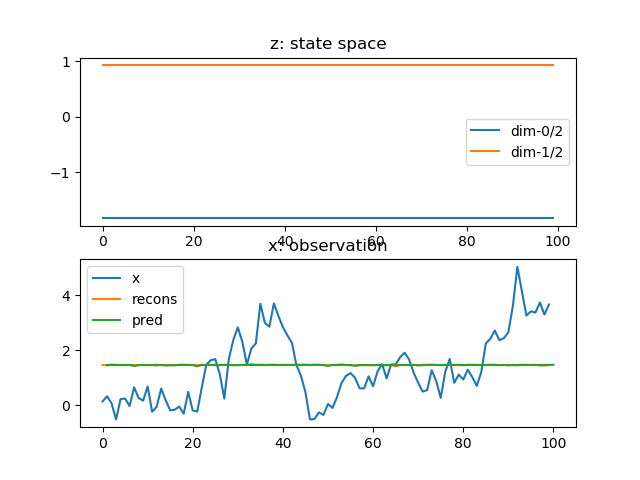 z: state space
1
0
−1
dim-0/2
dim-1/2
0 20 40 60 80 100
x: observation
4
2
0
x
recons
pred
0 20 40 60 80 100